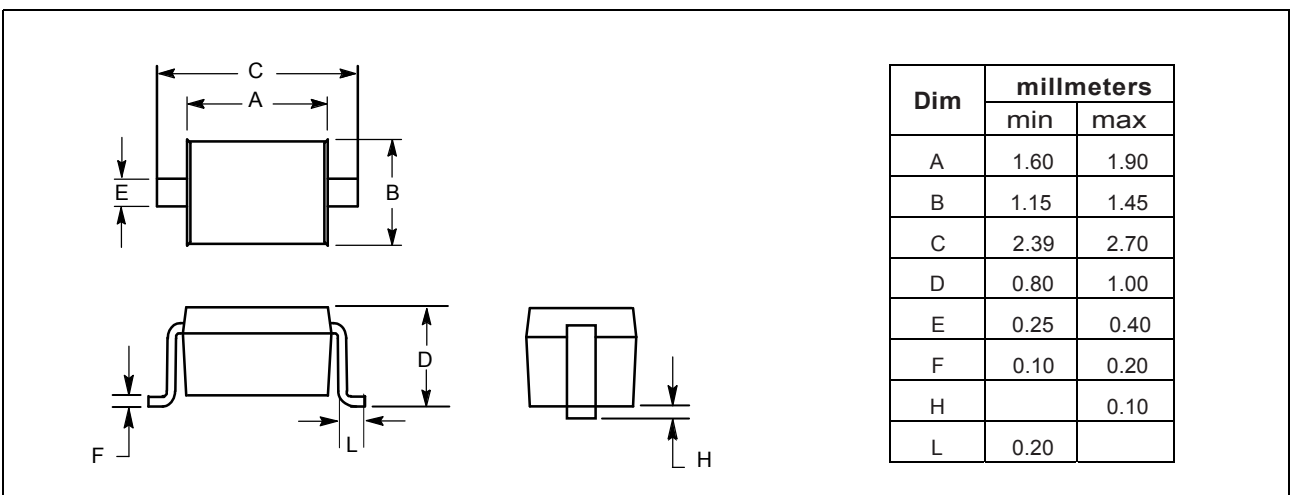 C
A
E
B
D
F
L
H
Dim millmeters
min max
A 1.60 1.90
B 1.15 1.45
C 2.39 2.70
D 0.80 1.00
E 0.25 0.40
F 0.10 0.20
H 0.10
L 0.20